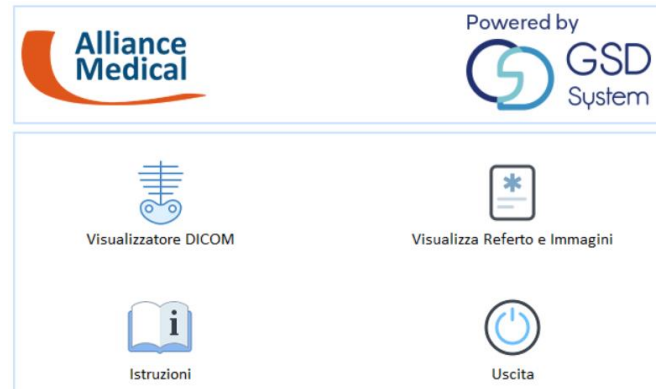 Alliance
Medical
Powered by
GSD
System
Visualizzatore DICOM
Visualizza Referto e Immagini
i
Istruzioni
Uscita